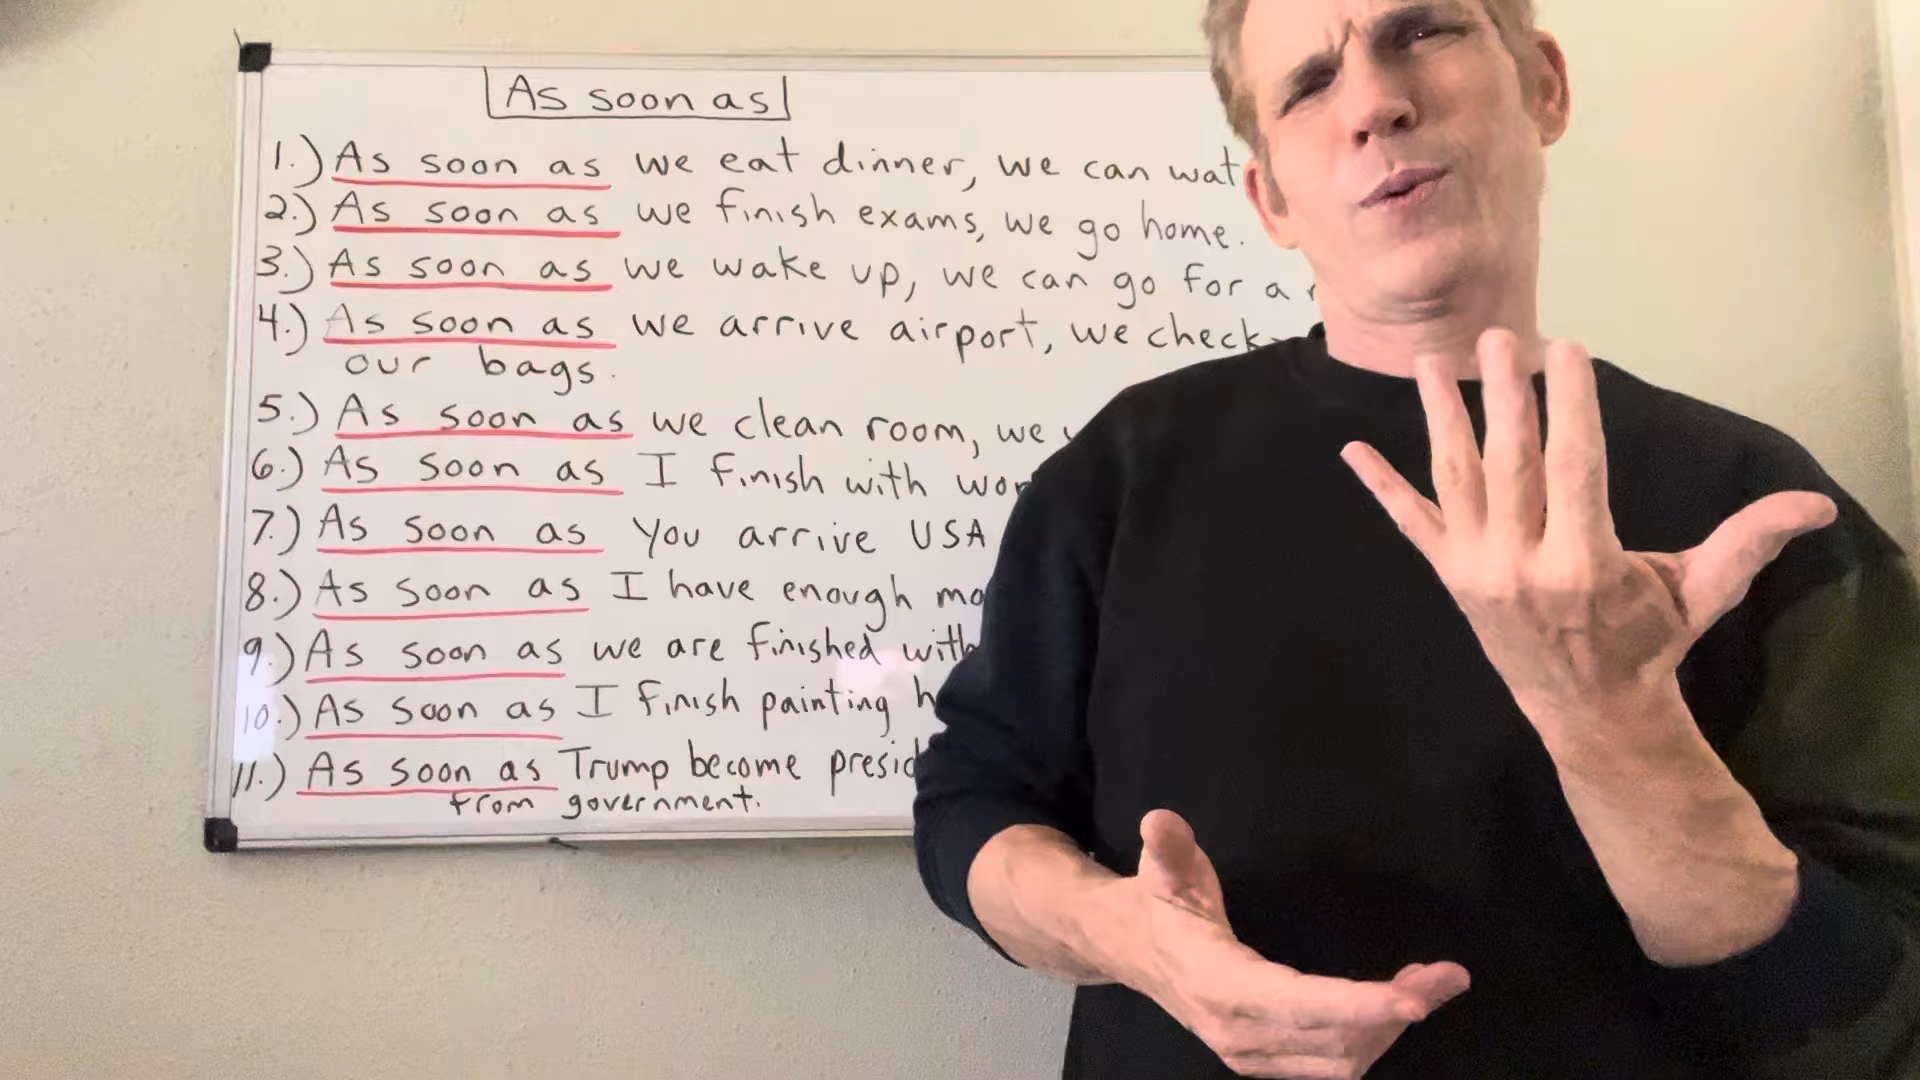 As soon as
1.) As soon as we eat dinner, we can
2.) As soon as we finish exams, we go home.
3.) As soon as we wake up, we can go for a
4.) As soon as we arrive airport, we check-
our bags.
5.) As soon as we clean room, we
6.) As soon as I finish with
7.) As soon as you arrive USA
8.) As soon as I have enough
9.) As soon as we are finished with
10.) As soon as I finish painting
11.) As soon as Trump become
from government.